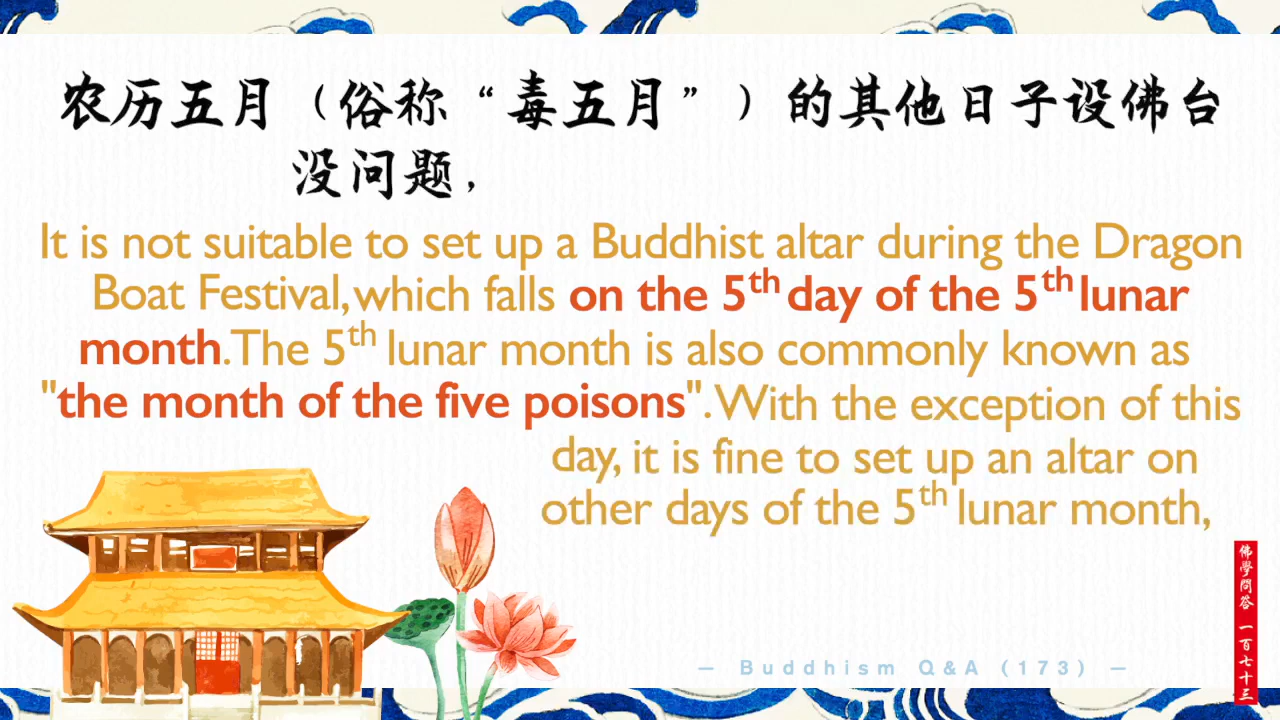 农历五月（俗称“毒五月”）的其他日子设佛台
没问题，
It is not suitable to set up a Buddhist altar during the Dragon
Boat Festival, which falls on the 5th day of the 5th lunar
month. The 5th lunar month is also commonly known as
"the month of the five poisons". With the exception of this
day, it is fine to set up an altar on
other days of the 5th lunar month,
佛學問答 一百七十三
— Buddhism Q&A (173) —